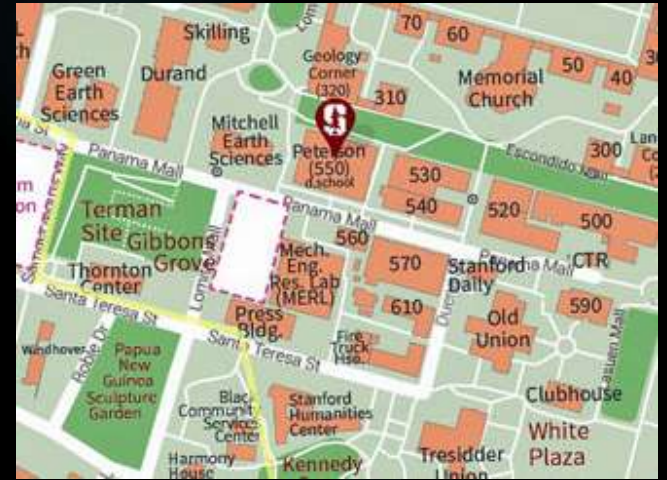 Skilling
70
60
Geology
Corner
(320)
50
40
Green
Earth
Sciences
Durand
Memorial
Church
310
Mitchell
Earth
Sciences
S
Peterson
(550)
d.school
Escondido Mall
300
Panama Mall
530
540
520
500
Terman
Site
Gibbons
Grove
Panama Mall
560
Mech.
Eng.
Res. Lab
(MERL)
570
Stanford
Daily
Panama Mall
CTR
Thornton
Center
Santa Teresa St
Press
Bldg.
610
590
Old
Union
Windhover
Roble Dr
Papua
New
Guinea
Sculpture
Garden
Santa Teresa St
Fire
Truck
Hse.
Black
Community
Services
Center
Stanford
Humanities
Center
Clubhouse
White
Plaza
Harmony
House
Kennedy
Tresidder
Union